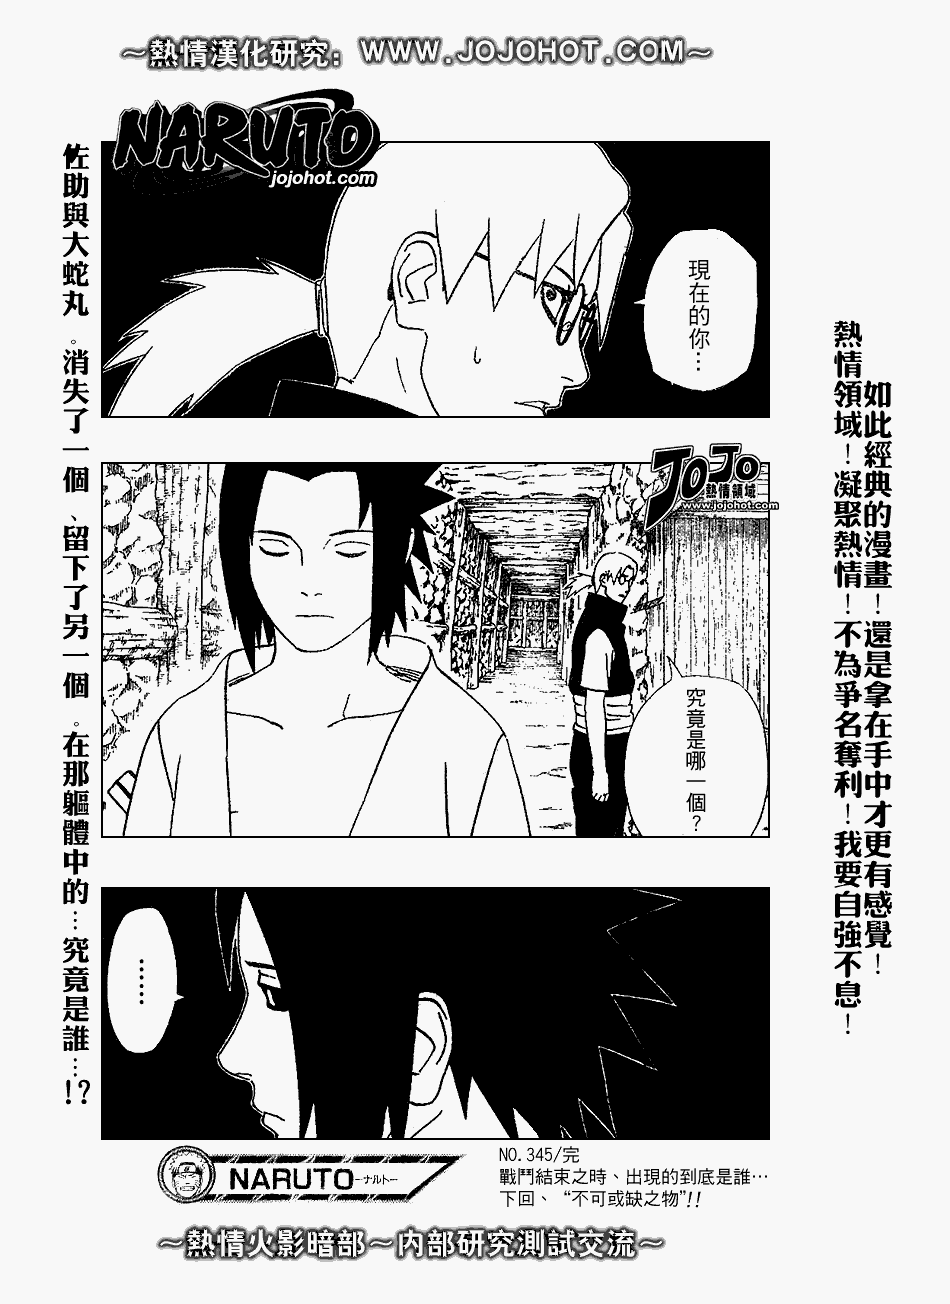 ～熱情漢化研究：WWW.JOJOHOT.COM～
NARUTO
jojohot.com
現在的你…
如此經典的漫畫！還是拿在手中才更有感覺！
熱情領域！凝聚熱情！不為爭名奪利！我要自強不息！
JOJO
熱情領域
www.jojohot.com
究竟是哪一個？
……
佐助與大蛇丸。消失了一個、留下了另一個。在那軀體中的…究竟是誰…!?
NARUTO—ナルト—
NO.345/完
戰鬥結束之時、出現的到底是誰…
下回、“不可或缺之物”!!
～熱情火影暗部～內部研究測試交流～